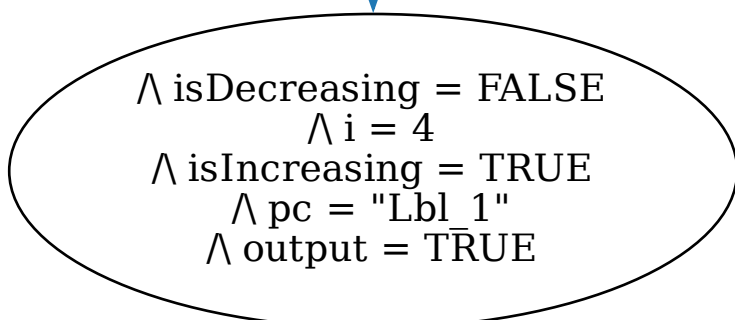 /\ isDecreasing = FALSE
/\ i = 4
/\ isIncreasing = TRUE
/\ pc = "Lbl_1"
/\ output = TRUE